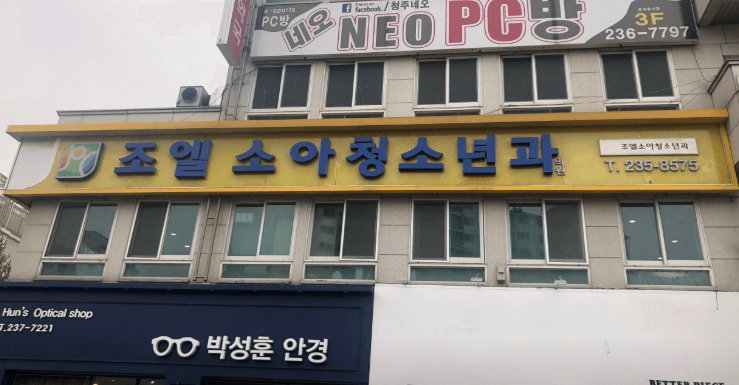 e sports
PC방
facebook. / 청주네오
네오 NEO PC방
3F
236-7797
조엘 소아청소년과의원
조엘소아청소년과
T. 235-8575
Hun's Optical shop
T.237-7221
박성훈 안경